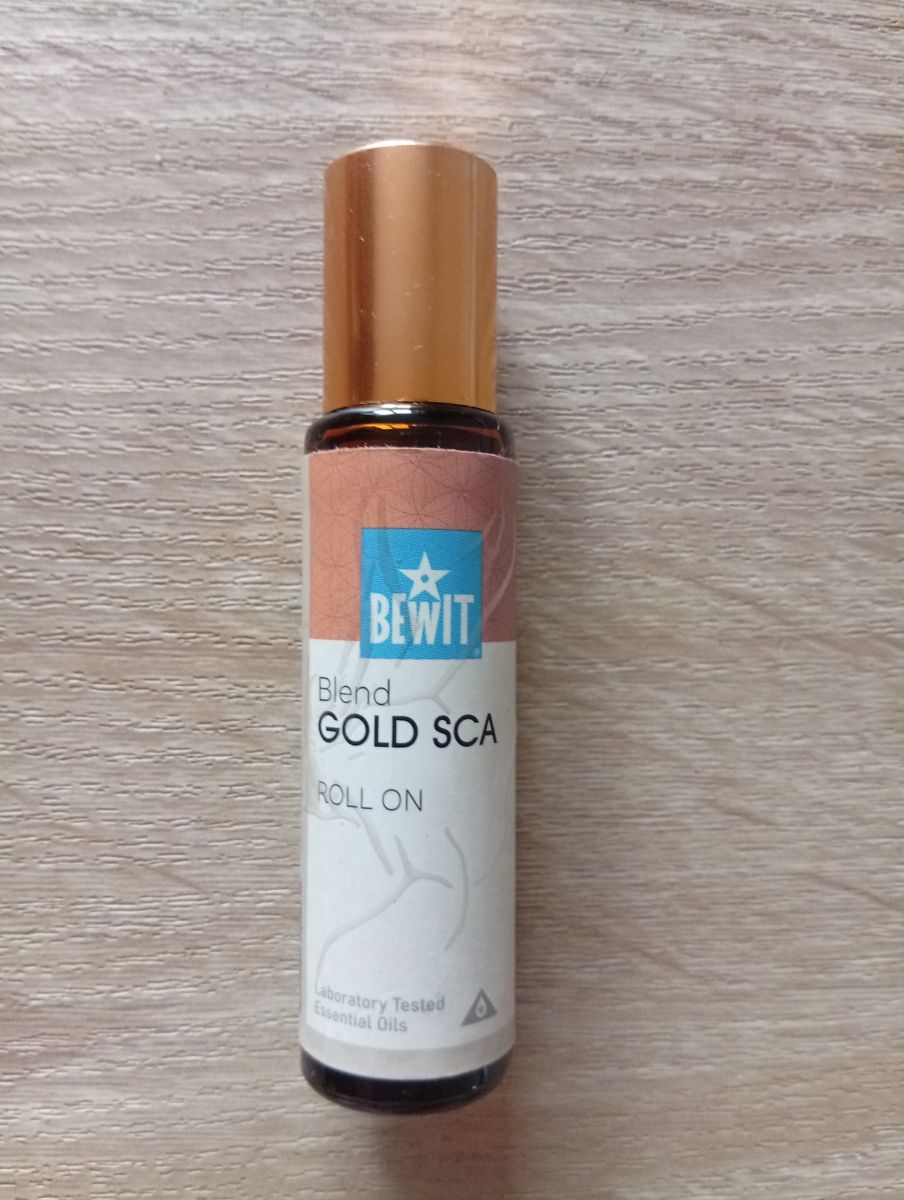 BEWIT
Blend
GOLD SCA
ROLL ON
Laboratory Tested
Essential Oils